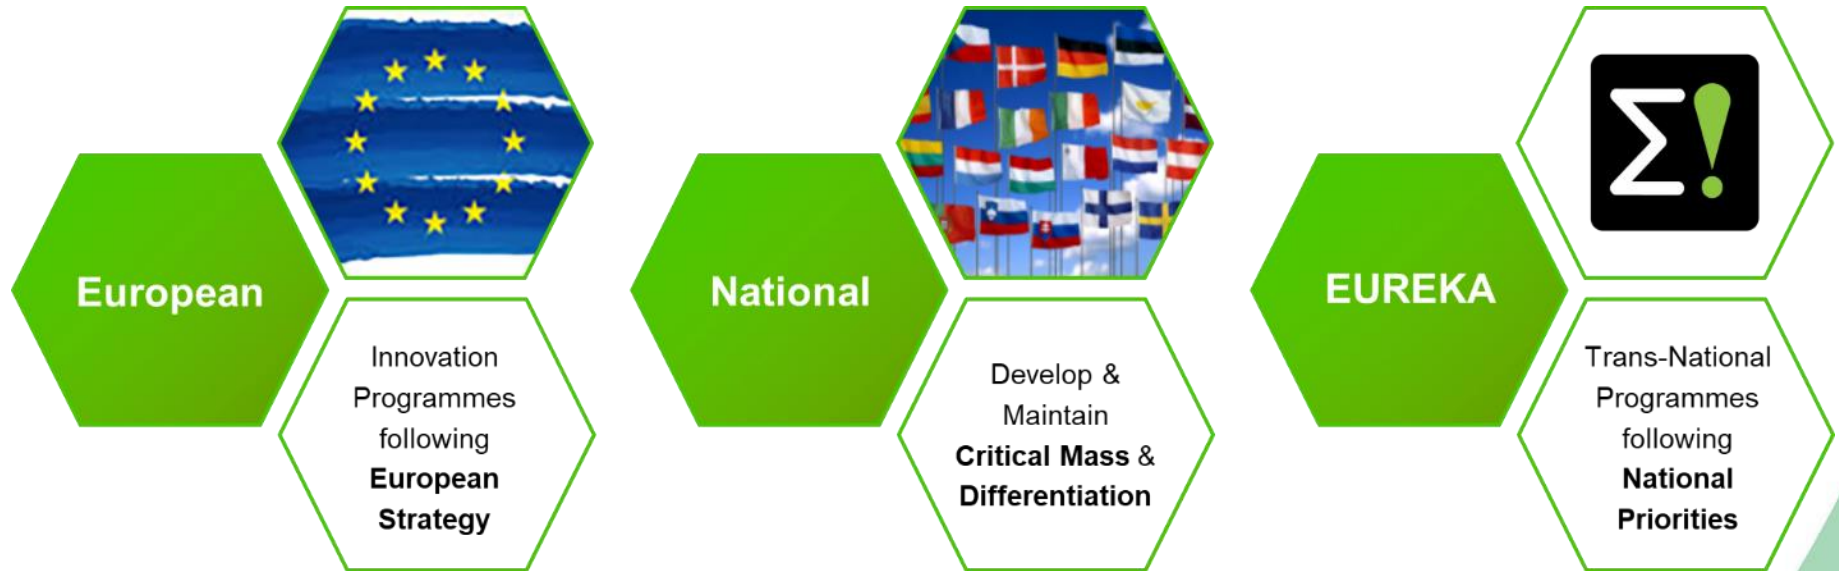 European
Innovation
Programmes
following
European
Strategy
National
Develop &
Maintain
Critical Mass &
Differentiation
EUREKA
Σ!
Trans-National
Programmes
following
National
Priorities